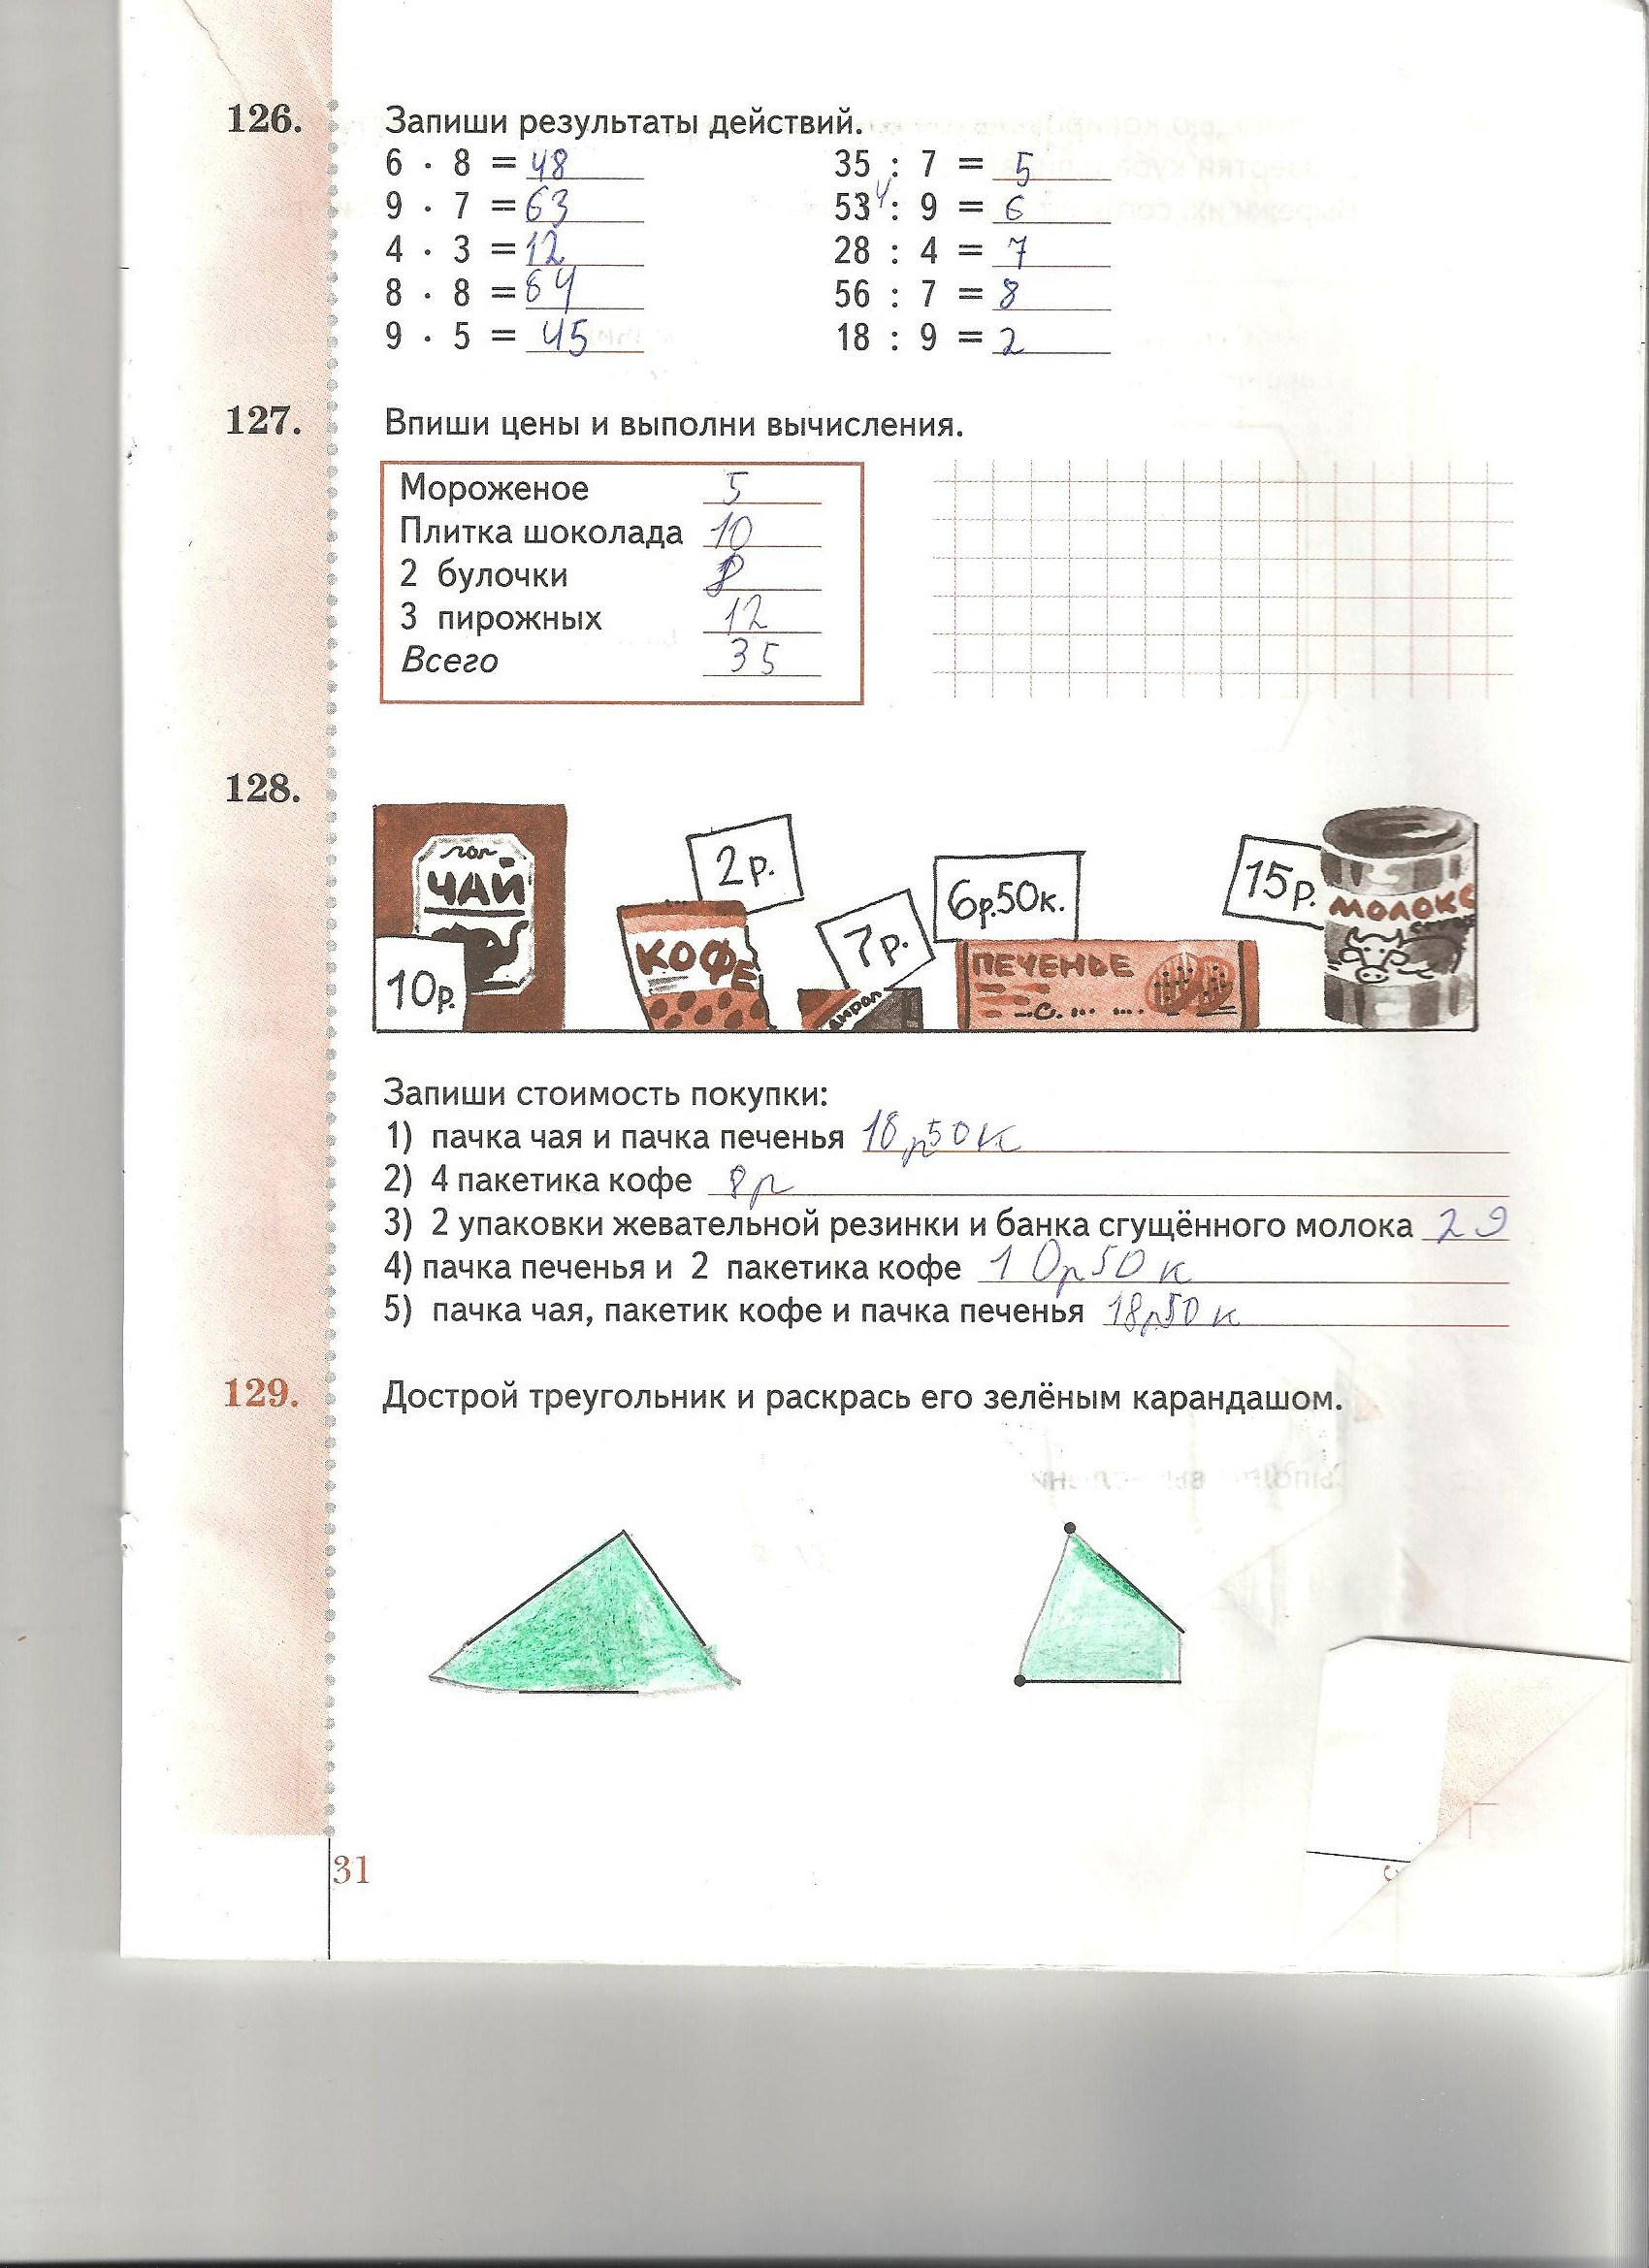 126. Запиши результаты действий.
6 · 8 = 48 35 : 7 = 5
9 · 7 = 63 53 4 : 9 = 6
4 · 3 = 12 28 : 4 = 7
8 · 8 = 64 56 : 7 = 8
9 · 5 = 45 18 : 9 = 2
127. Впиши цены и выполни вычисления.
Мороженое 5
Плитка шоколада 10
2 булочки 8
3 пирожных 12
Всего 35
128.
ЧАЙ
10р.
2р.
КОФЕ
7р.
6р.50к.
ПЕЧЕНЬЕ
15р.
МОЛОКО
Запиши стоимость покупки:
1) пачка чая и пачка печенья 16р50к
2) 4 пакетика кофе 8р
3) 2 упаковки жевательной резинки и банка сгущённого молока 29
4) пачка печенья и 2 пакетика кофе 10р50к
5) пачка чая, пакетик кофе и пачка печенья 18р50к
129. Дострой треугольник и раскрась его зелёным карандашом.
31